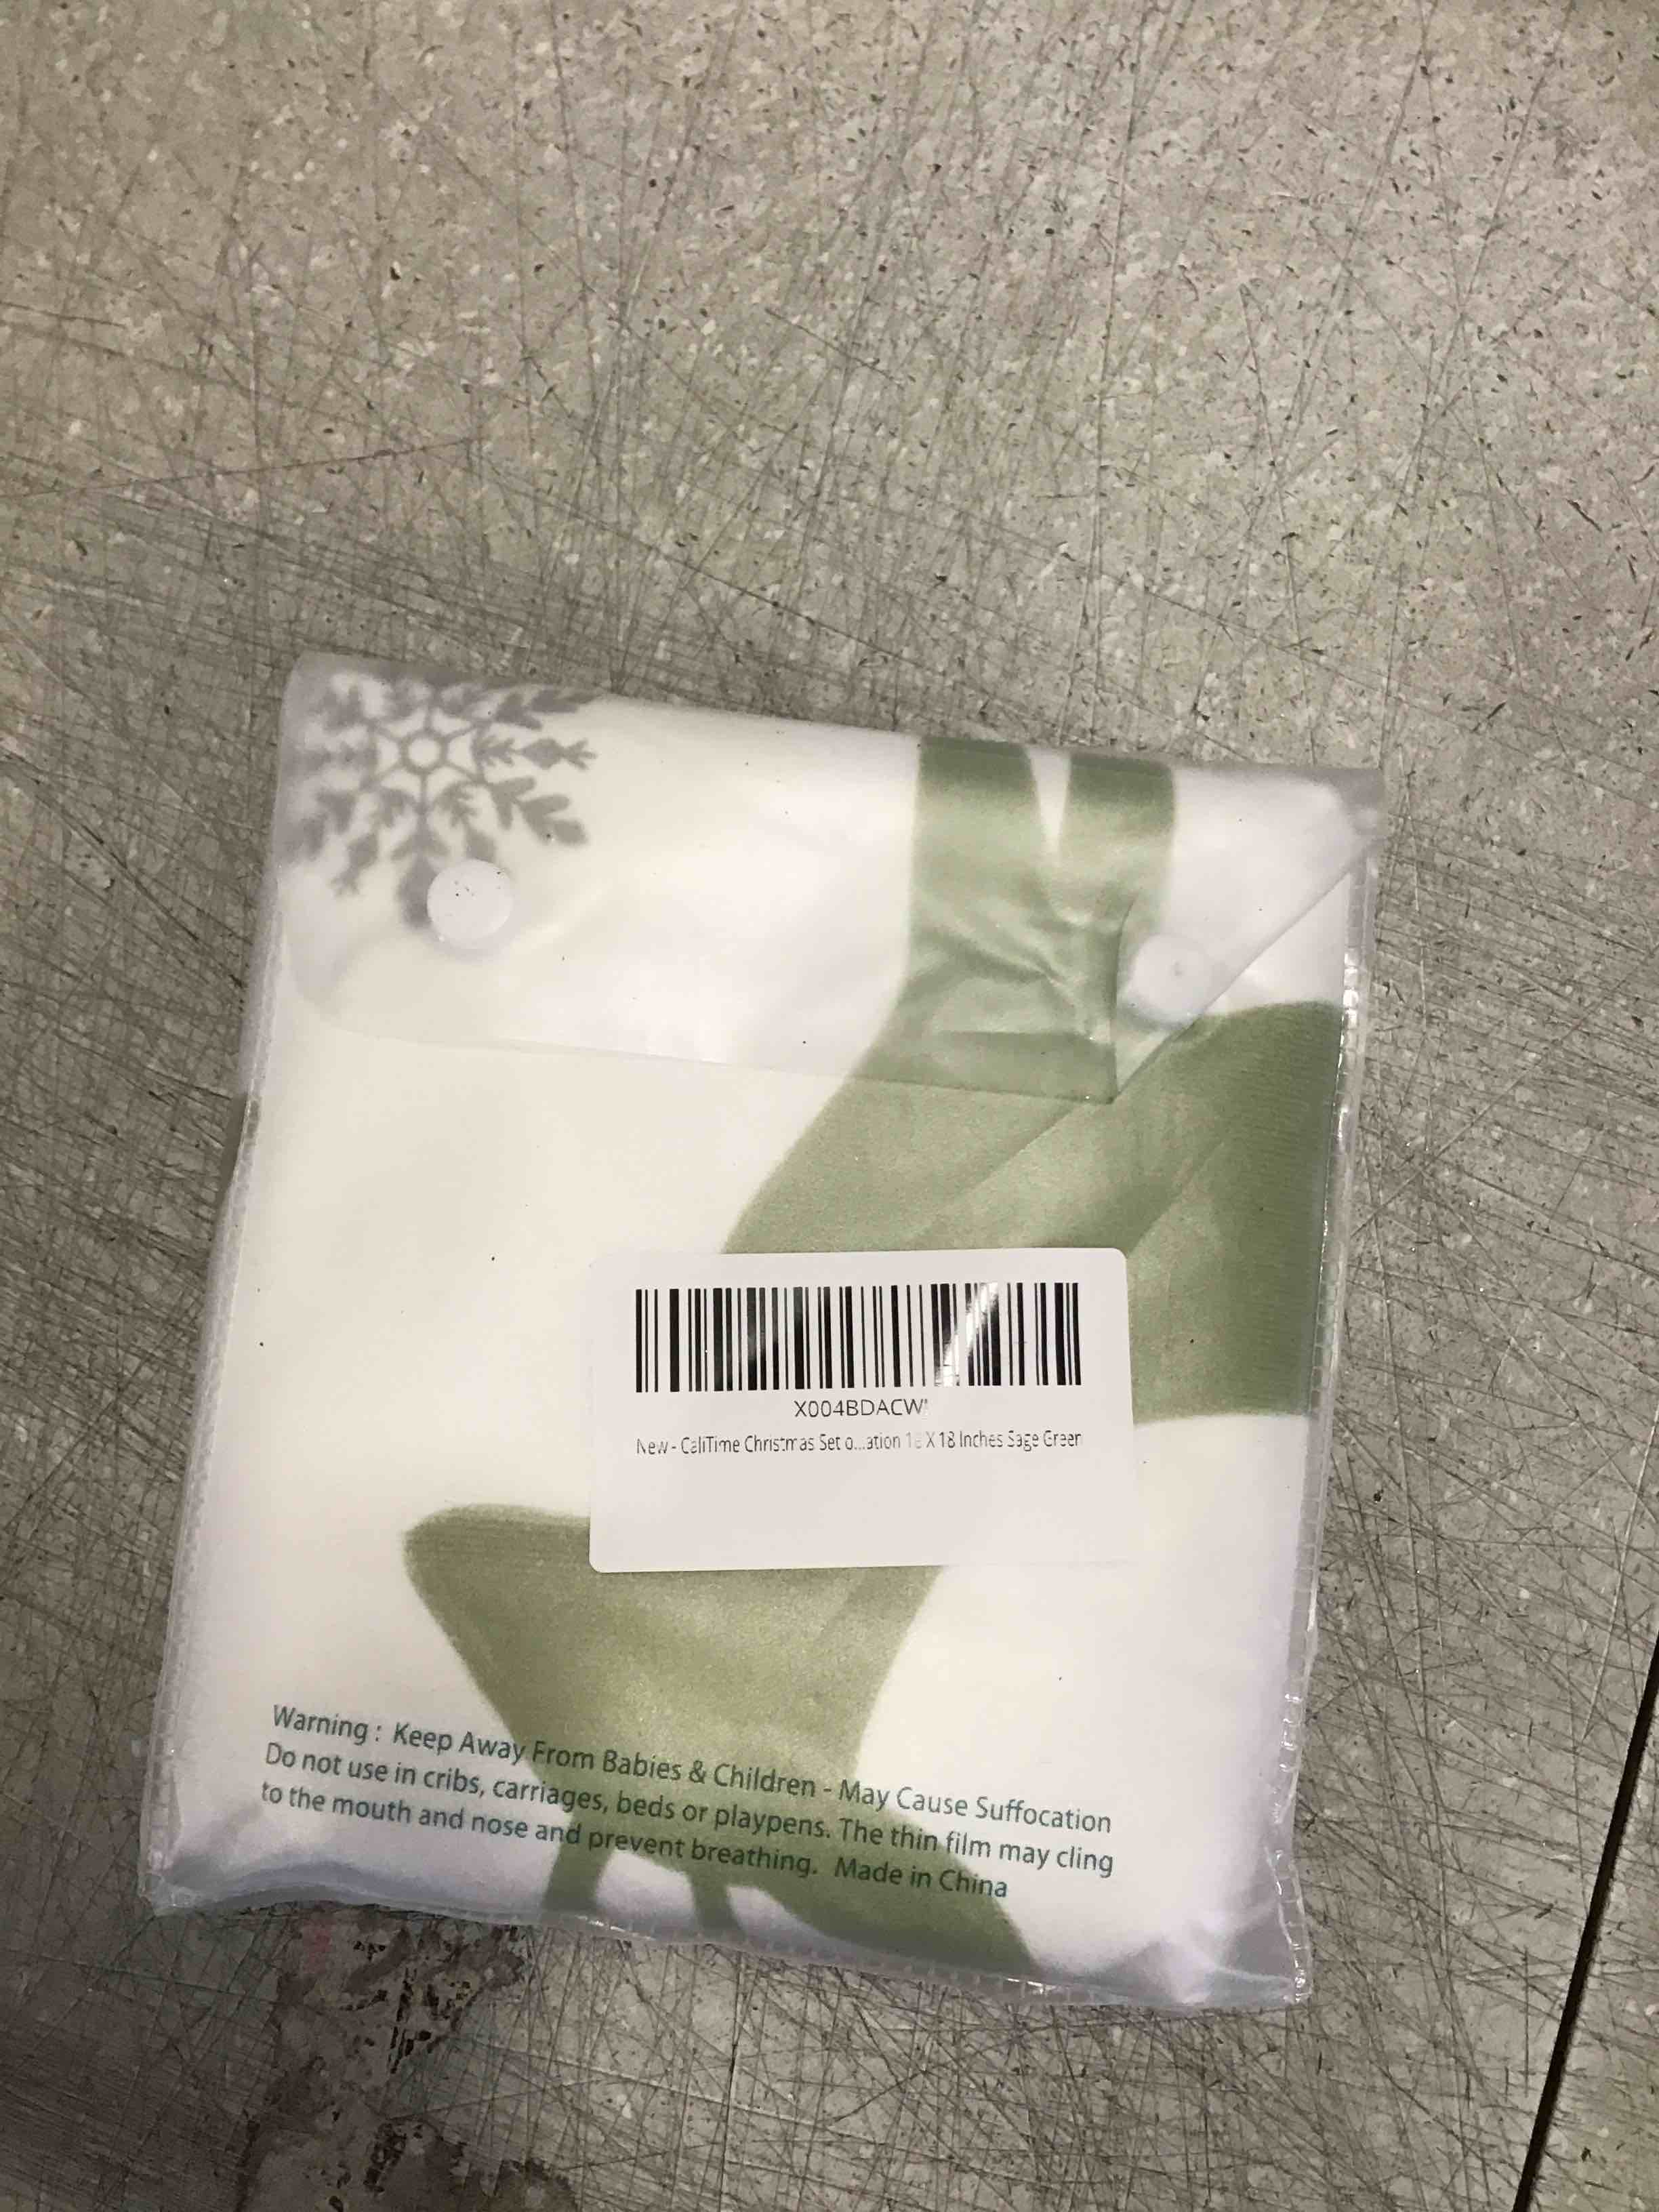 X004BDACW
New - CaliTime Christmas Set o...ation 18 X 18 Inches Sage Green
Warning : Keep Away From Babies & Children - May Cause Suffocation
Do not use in cribs, carriages, beds or playpens. The thin film may cling
to the mouth and nose and prevent breathing. Made in China